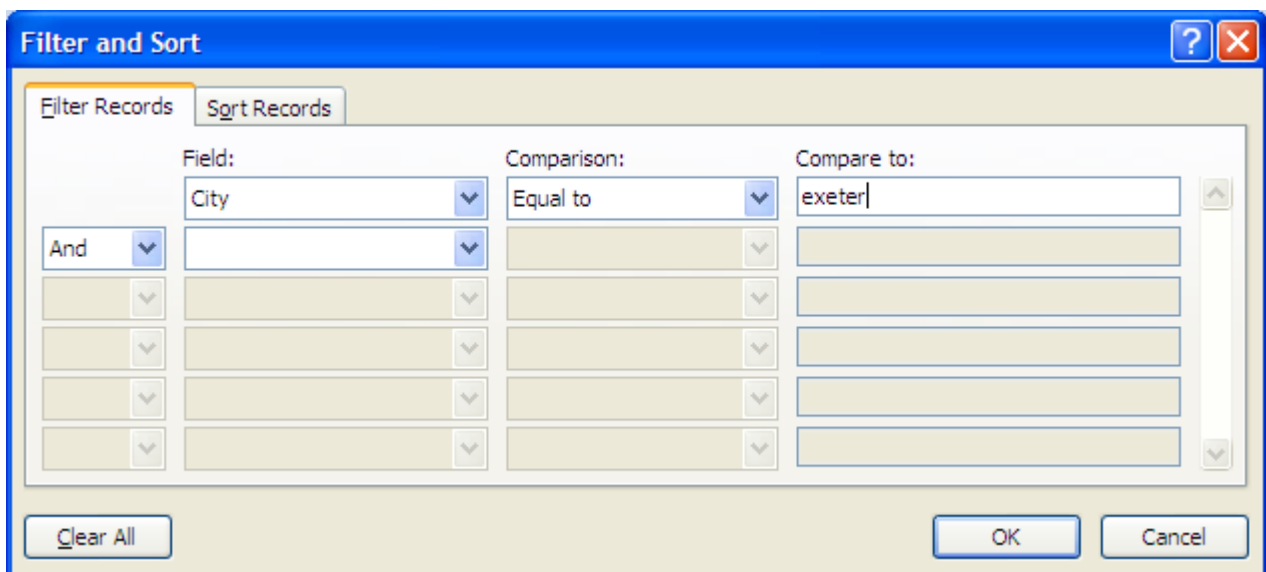 Filter and Sort
Filter Records Sort Records
Field: Comparison: Compare to:
City Equal to exeter
And
Clear All OK Cancel